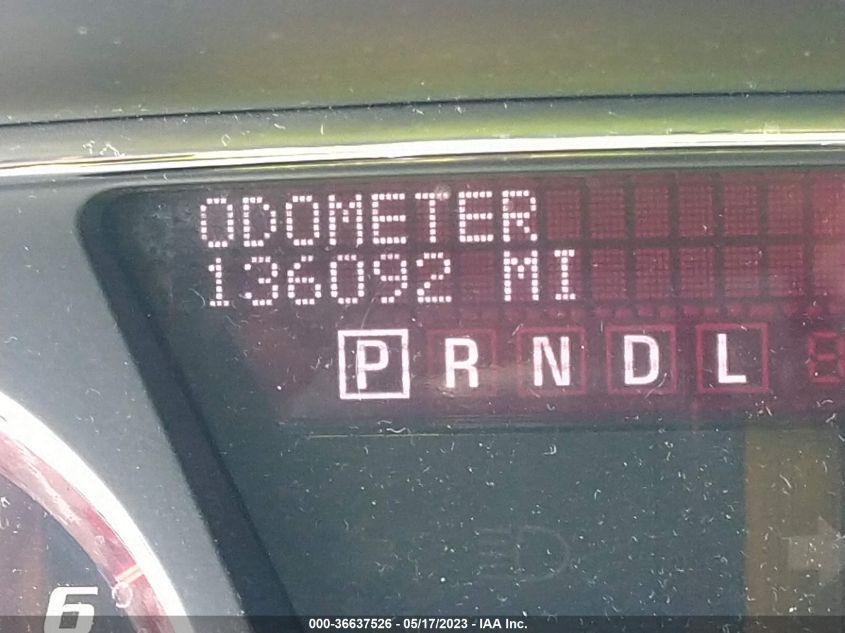 ODOMETER
136092 MI
P R N D L
6
000-36637526 - 05/17/2023 - IAA Inc.